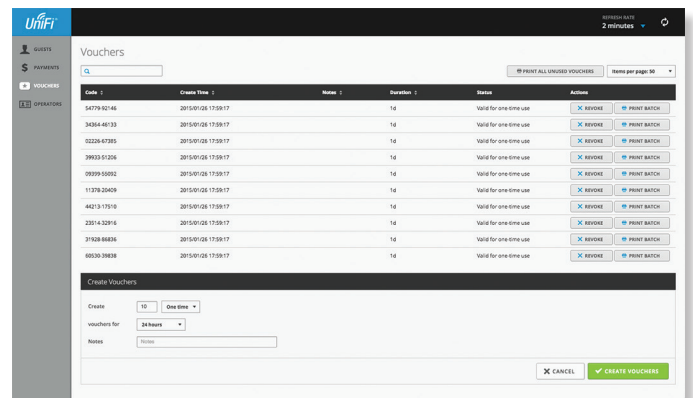 UniFi
REFRESH RATE
2 minutes
GUESTS
PAYMENTS
VOUCHERS
OPERATORS
Vouchers
PRINT ALL UNUSED VOUCHERS Items per page: 50
Code Create Time Notes Duration Status Actions
54779-92146 2015/01/26 17:59:17 1d Valid for one-time use REVOKE PRINT BATCH
34364-46133 2015/01/26 17:59:17 1d Valid for one-time use REVOKE PRINT BATCH
02226-67385 2015/01/26 17:59:17 1d Valid for one-time use REVOKE PRINT BATCH
39933-51206 2015/01/26 17:59:17 1d Valid for one-time use REVOKE PRINT BATCH
09399-55092 2015/01/26 17:59:17 1d Valid for one-time use REVOKE PRINT BATCH
11378-20409 2015/01/26 17:59:17 1d Valid for one-time use REVOKE PRINT BATCH
44213-17510 2015/01/26 17:59:17 1d Valid for one-time use REVOKE PRINT BATCH
23514-32916 2015/01/26 17:59:17 1d Valid for one-time use REVOKE PRINT BATCH
31928-86836 2015/01/26 17:59:17 1d Valid for one-time use REVOKE PRINT BATCH
60530-39838 2015/01/26 17:59:17 1d Valid for one-time use REVOKE PRINT BATCH
Create Vouchers
Create 10 One time
vouchers for 24 hours
Notes Notes
CANCEL CREATE VOUCHERS